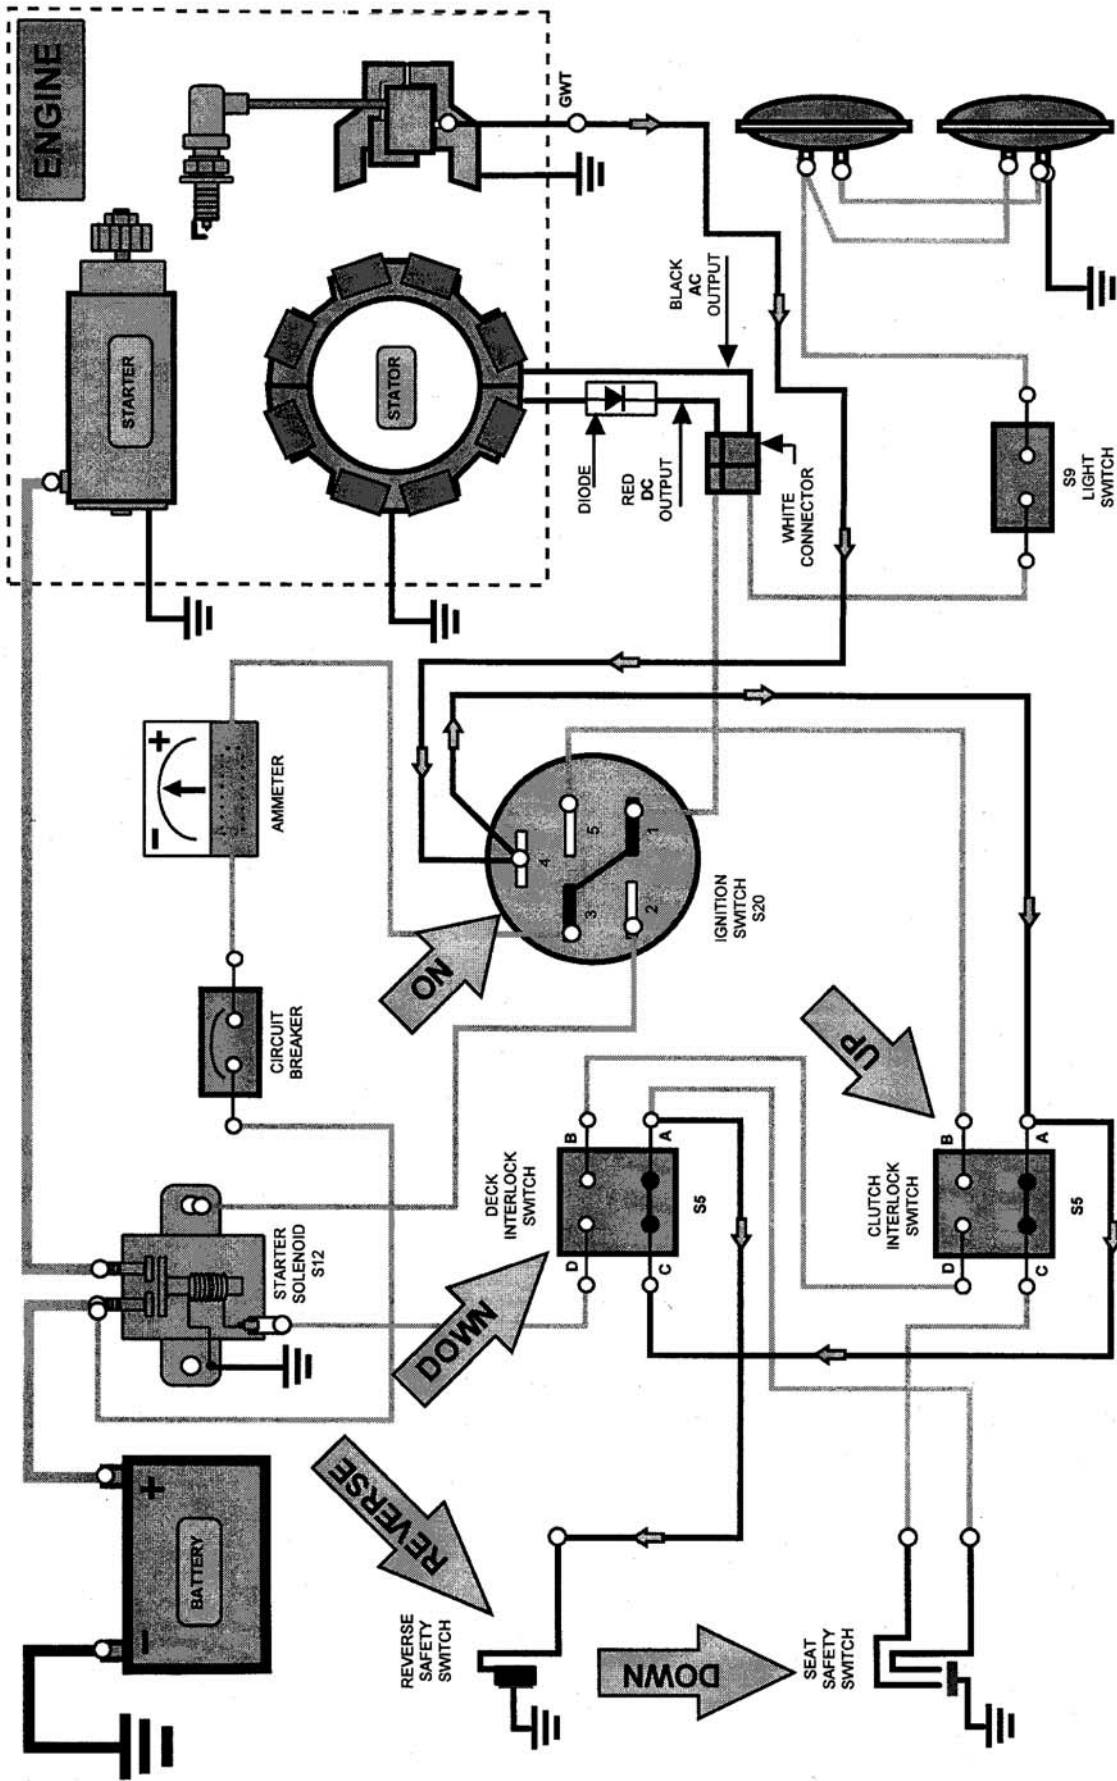 ENGINE
STARTER
STATOR
GWT
BLACK
AC
OUTPUT
DIODE
RED
DC
OUTPUT
WHITE
CONNECTOR
S9
LIGHT
SWITCH
+
−
AMMETER
CIRCUIT
BREAKER
ON
4
5
3
1
2
IGNITION
SWITCH
S20
STARTER
SOLENOID
S12
DECK
INTERLOCK
SWITCH
B
A
D
C
S5
DOWN
UP
CLUTCH
INTERLOCK
SWITCH
B
A
D
C
S5
+
BATTERY
−
REVERSE
REVERSE
SAFETY
SWITCH
DOWN
SEAT
SAFETY
SWITCH